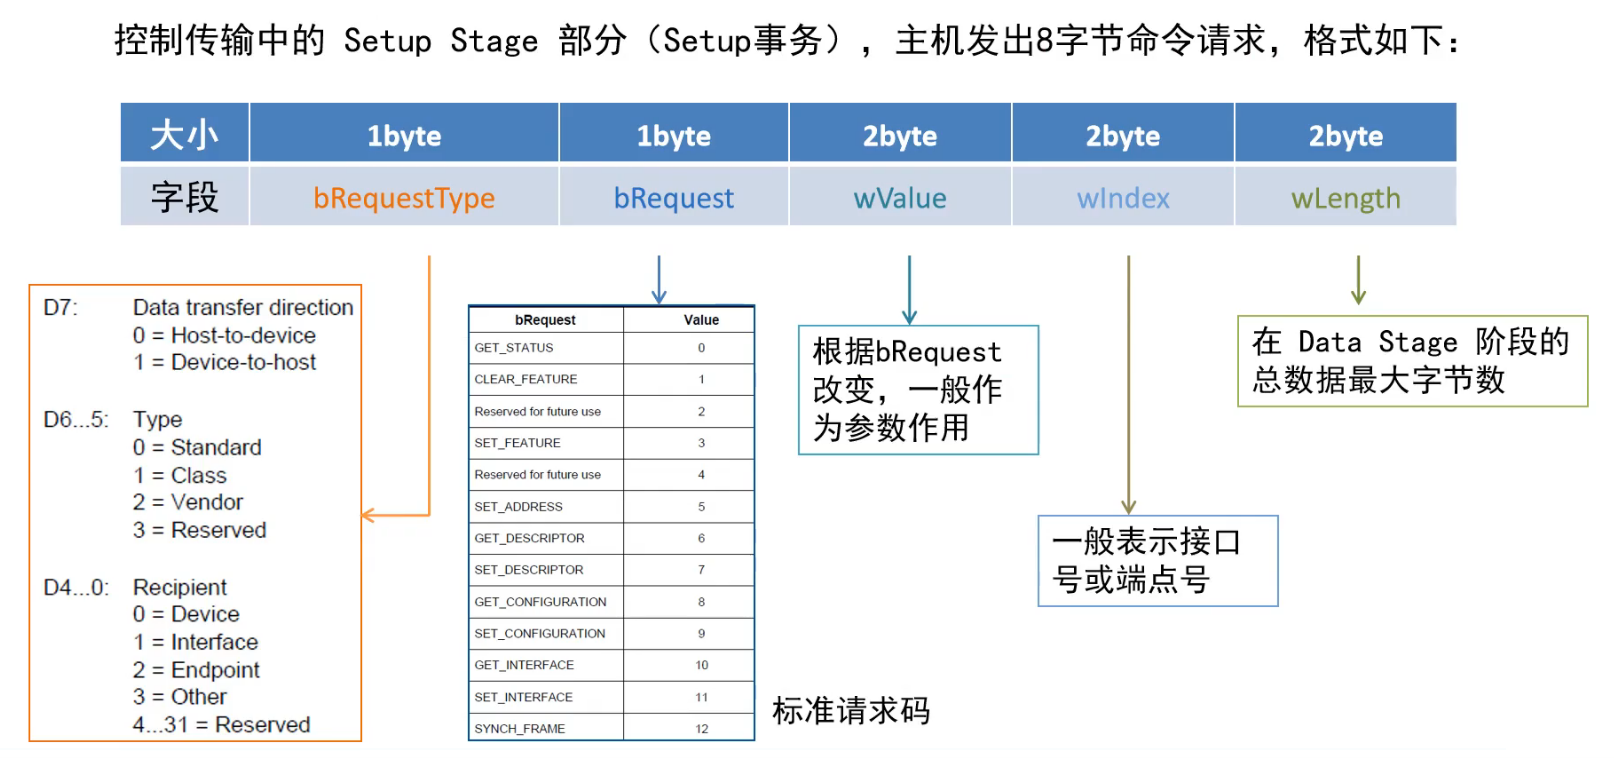 控制传输中的 Setup Stage 部分（Setup事务），主机发出8字节命令请求，格式如下：
大小 1byte 1byte 2byte 2byte 2byte
字段 bRequestType bRequest wValue wIndex wLength
D7: Data transfer direction
0 = Host-to-device
1 = Device-to-host
D6...5: Type
0 = Standard
1 = Class
2 = Vendor
3 = Reserved
D4...0: Recipient
0 = Device
1 = Interface
2 = Endpoint
3 = Other
4...31 = Reserved
bRequest Value
GET_STATUS 0
CLEAR_FEATURE 1
Reserved for future use 2
SET_FEATURE 3
Reserved for future use 4
SET_ADDRESS 5
GET_DESCRIPTOR 6
SET_DESCRIPTOR 7
GET_CONFIGURATION 8
SET_CONFIGURATION 9
GET_INTERFACE 10
SET_INTERFACE 11
SYNCH_FRAME 12
标准请求码
根据bRequest
改变，一般作
为参数作用
一般表示接口
号或端点号
在 Data Stage 阶段的
总数据最大字节数